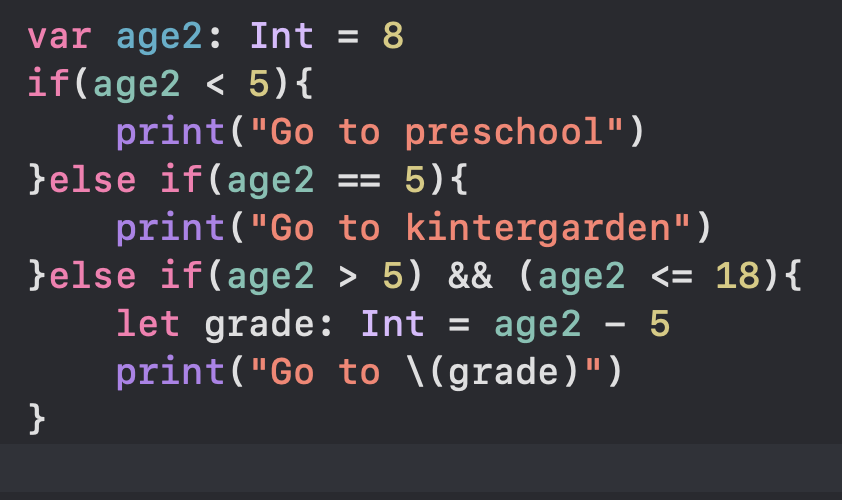 var age2: Int = 8
if(age2 < 5){
    print("Go to preschool")
}else if(age2 == 5){
    print("Go to kintergarden")
}else if(age2 > 5) && (age2 <= 18){
    let grade: Int = age2 - 5
    print("Go to \(grade)")
}